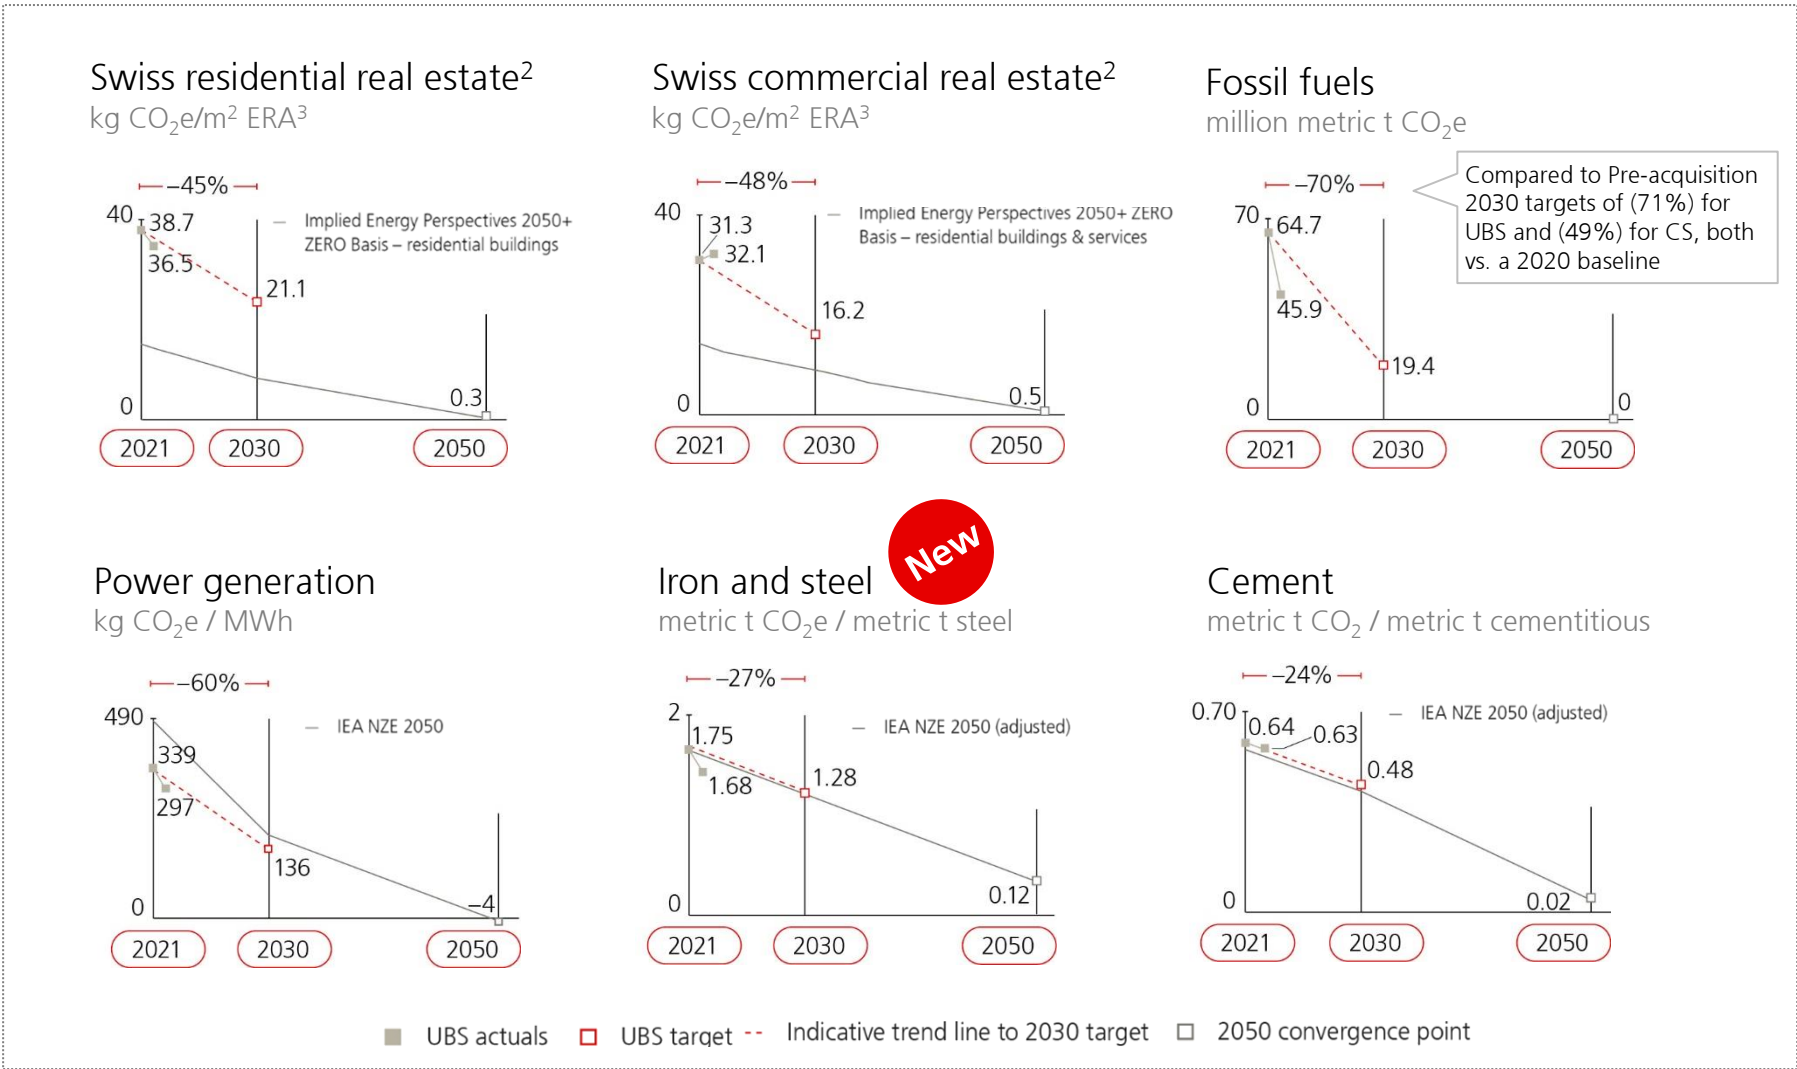 Swiss residential real estate²
kg CO₂e/m² ERA³
–45%
40
38.7
36.5
21.1
0.3
0
Implied Energy Perspectives 2050+
ZERO Basis – residential buildings
2021
2030
2050
Swiss commercial real estate²
kg CO₂e/m² ERA³
–48%
40
31.3
32.1
16.2
0.5
0
Implied Energy Perspectives 2050+ ZERO
Basis – residential buildings & services
2021
2030
2050
Fossil fuels
million metric t CO₂e
–70%
70
64.7
45.9
19.4
0
0
Compared to Pre-acquisition
2030 targets of (71%) for
UBS and (49%) for CS, both
vs. a 2020 baseline
2021
2030
2050
Power generation
kg CO₂e / MWh
–60%
490
339
297
136
–4
0
IEA NZE 2050
2021
2030
2050
New
Iron and steel
metric t CO₂e / metric t steel
–27%
2
1.75
1.68
1.28
0.12
0
IEA NZE 2050 (adjusted)
2021
2030
2050
Cement
metric t CO₂ / metric t cementitious
–24%
0.70
0.64
0.63
0.48
0.02
0
IEA NZE 2050 (adjusted)
2021
2030
2050
UBS actuals
UBS target
Indicative trend line to 2030 target
2050 convergence point